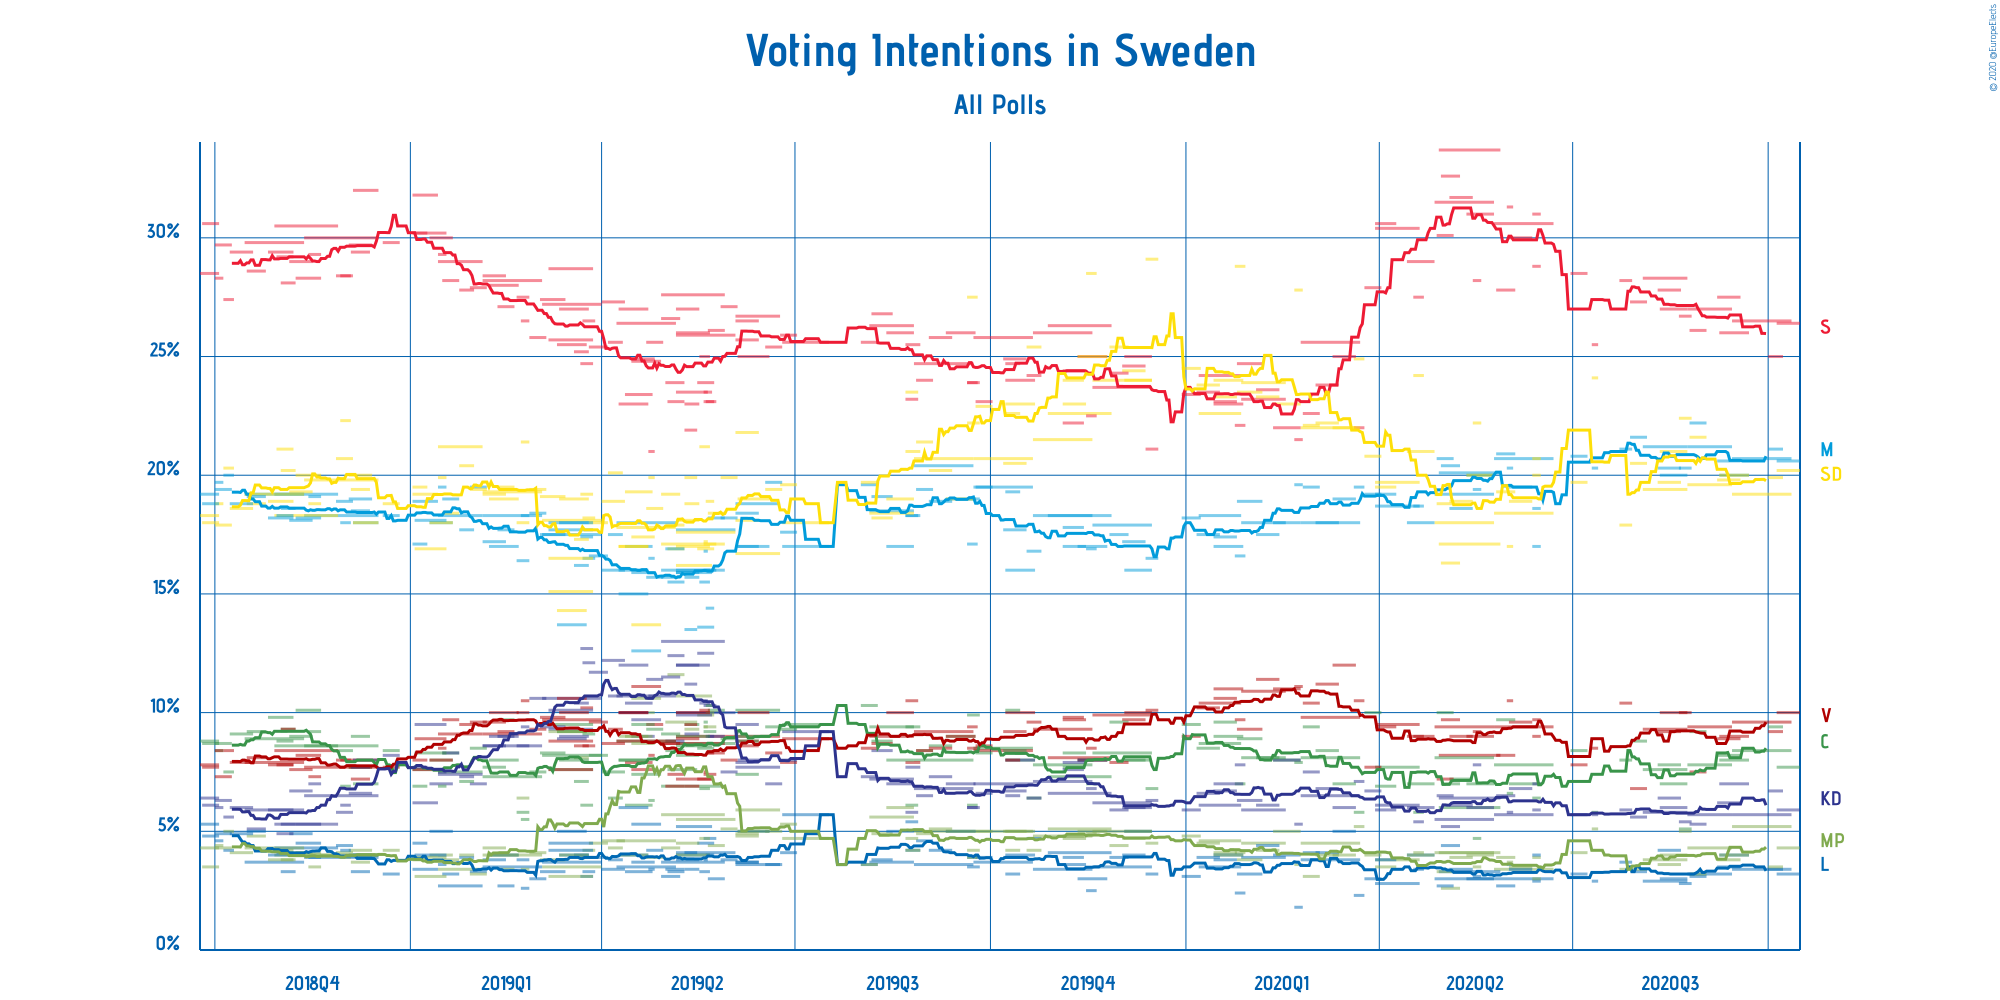 Voting Intentions in Sweden
All Polls
© 2020 @EuropeElects
30%
25%
20%
15%
10%
5%
0%
S
M
SD
V
C
KD
MP
L
2018Q4 2019Q1 2019Q2 2019Q3 2019Q4 2020Q1 2020Q2 2020Q3